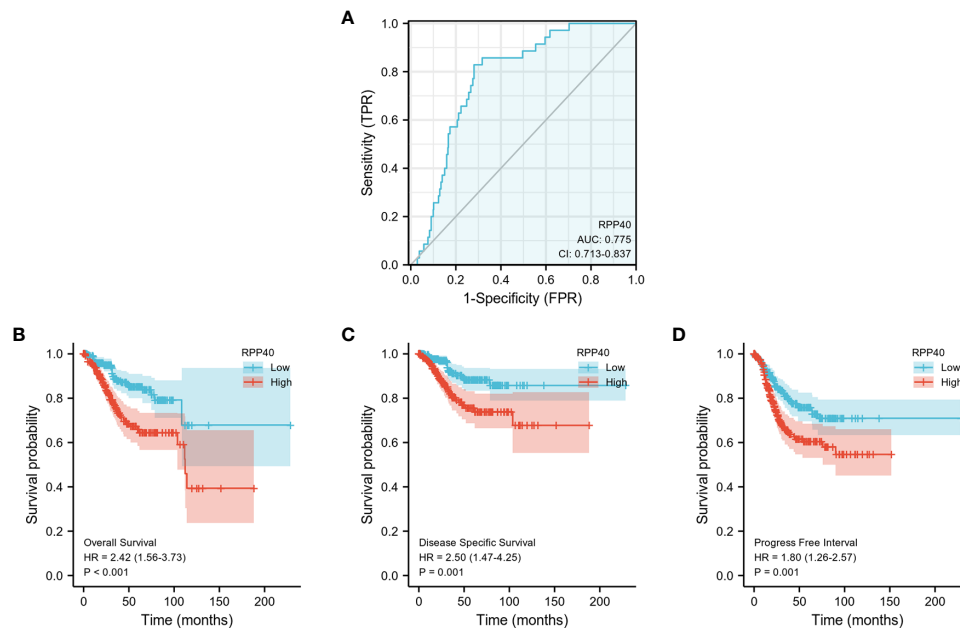 A
1.0
0.8
0.6
0.4
0.2
0.0
Sensitivity (TPR)
RPP40
AUC: 0.775
CI: 0.713-0.837
0.0 0.2 0.4 0.6 0.8 1.0
1-Specificity (FPR)
B
RPP40
Low
High
1.0
0.8
0.6
0.4
0.2
0.0
Survival probability
Overall Survival
HR = 2.42 (1.56-3.73)
P < 0.001
0 50 100 150 200
Time (months)
C
RPP40
Low
High
1.0
0.8
0.6
0.4
0.2
0.0
Survival probability
Disease Specific Survival
HR = 2.50 (1.47-4.25)
P = 0.001
0 50 100 150 200
Time (months)
D
RPP40
Low
High
1.0
0.8
0.6
0.4
0.2
0.0
Survival probability
Progress Free Interval
HR = 1.80 (1.26-2.57)
P = 0.001
0 50 100 150 200
Time (months)